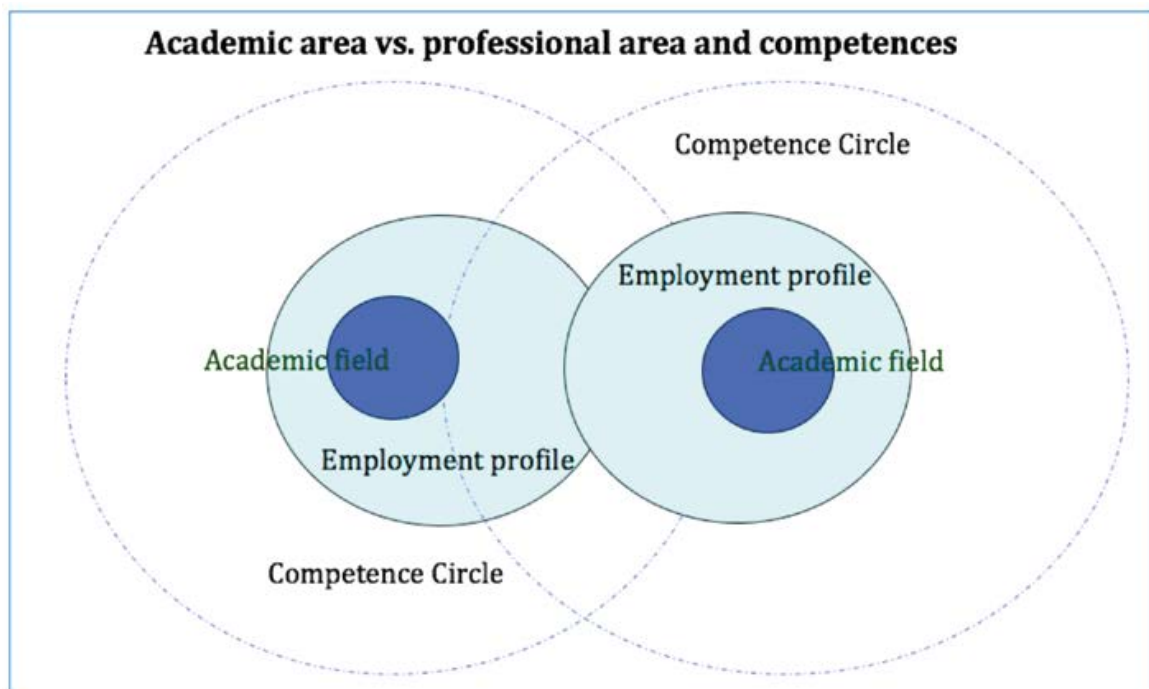 Academic area vs. professional area and competences
Competence Circle
Employment profile
Academic field
Academic field
Employment profile
Competence Circle